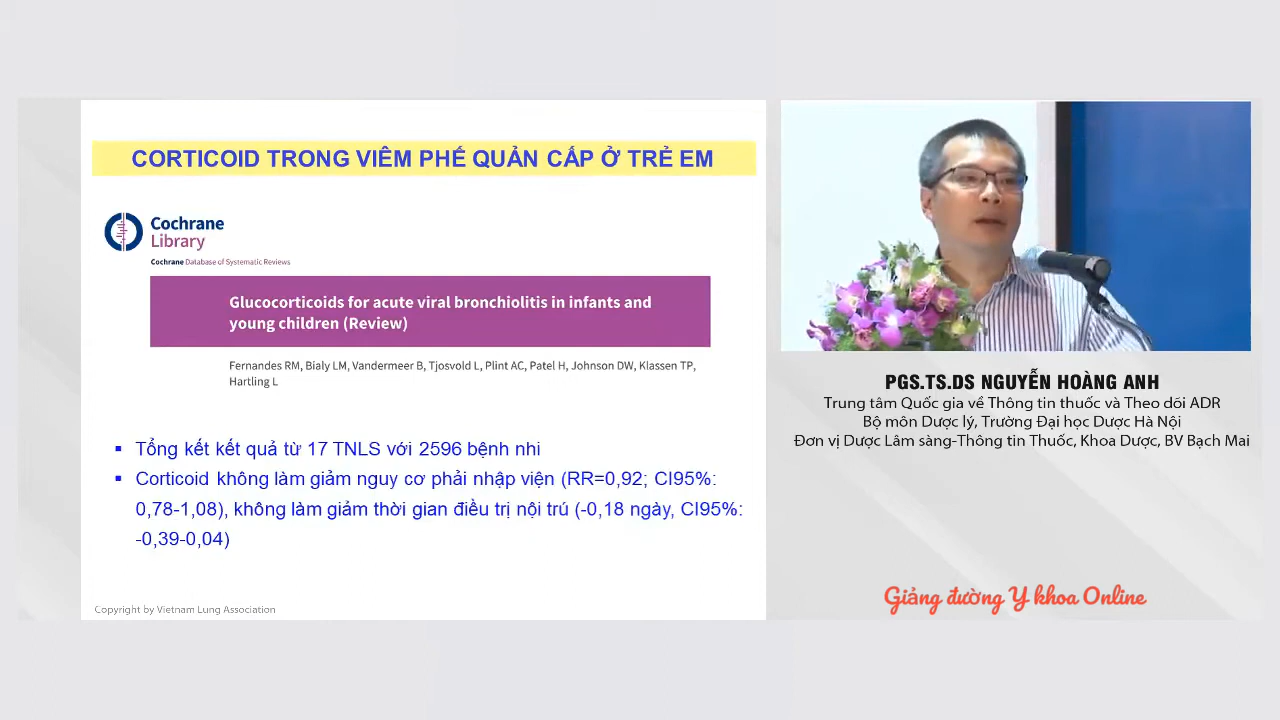 CORTICOID TRONG VIÊM PHẾ QUẢN CẤP Ở TRẺ EM
Cochrane
Library
Cochrane Database of Systematic Reviews
Glucocorticoids for acute viral bronchiolitis in infants and
young children (Review)
Fernandes RM, Bialy LM, Vandermeer B, Tjosvold L, Plint AC, Patel H, Johnson DW, Klassen TP,
Hartling L
▪ Tổng kết kết quả từ 17 TNLS với 2596 bệnh nhi
▪ Corticoid không làm giảm nguy cơ phải nhập viện (RR=0,92; CI95%:
0,78-1,08), không làm giảm thời gian điều trị nội trú (-0,18 ngày, CI95%:
-0,39-0,04)
Copyright by Vietnam Lung Association
PGS.TS.DS NGUYỄN HOÀNG ANH
Trung tâm Quốc gia về Thông tin thuốc và Theo dõi ADR
Bộ môn Dược lý, Trường Đại học Dược Hà Nội
Đơn vị Dược Lâm sàng-Thông tin Thuốc, Khoa Dược, BV Bạch Mai
Giảng đường Y khoa Online